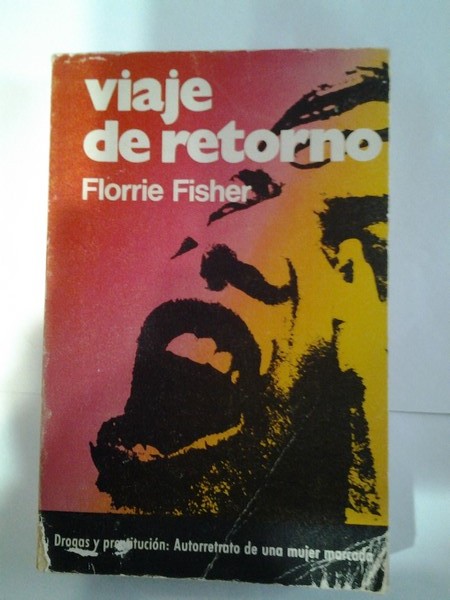 viaje
de retorno
Florrie Fisher
Drogas y prostitución: Autorretrato de una mujer marcada